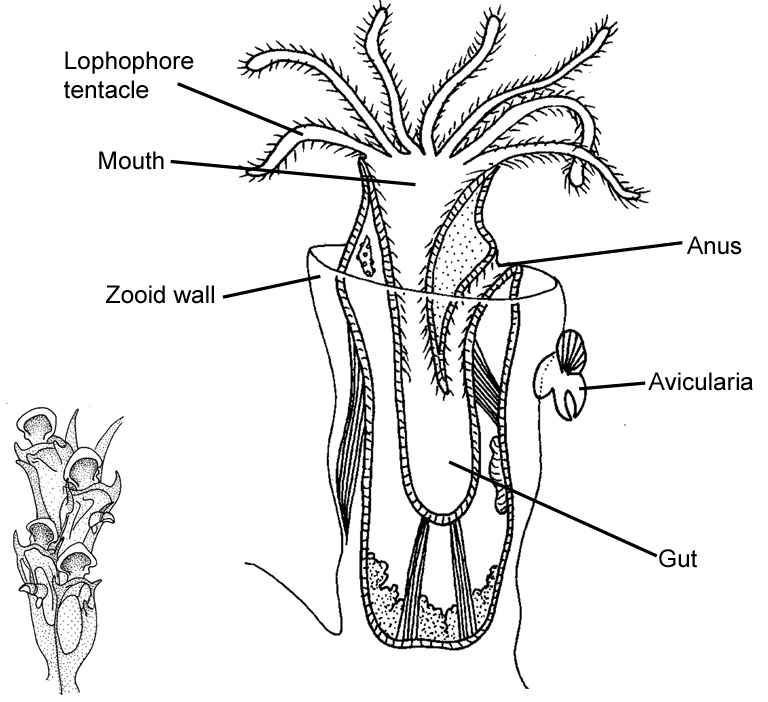 Lophophore
tentacle
Mouth
Anus
Zooid wall
Avicularia
Gut